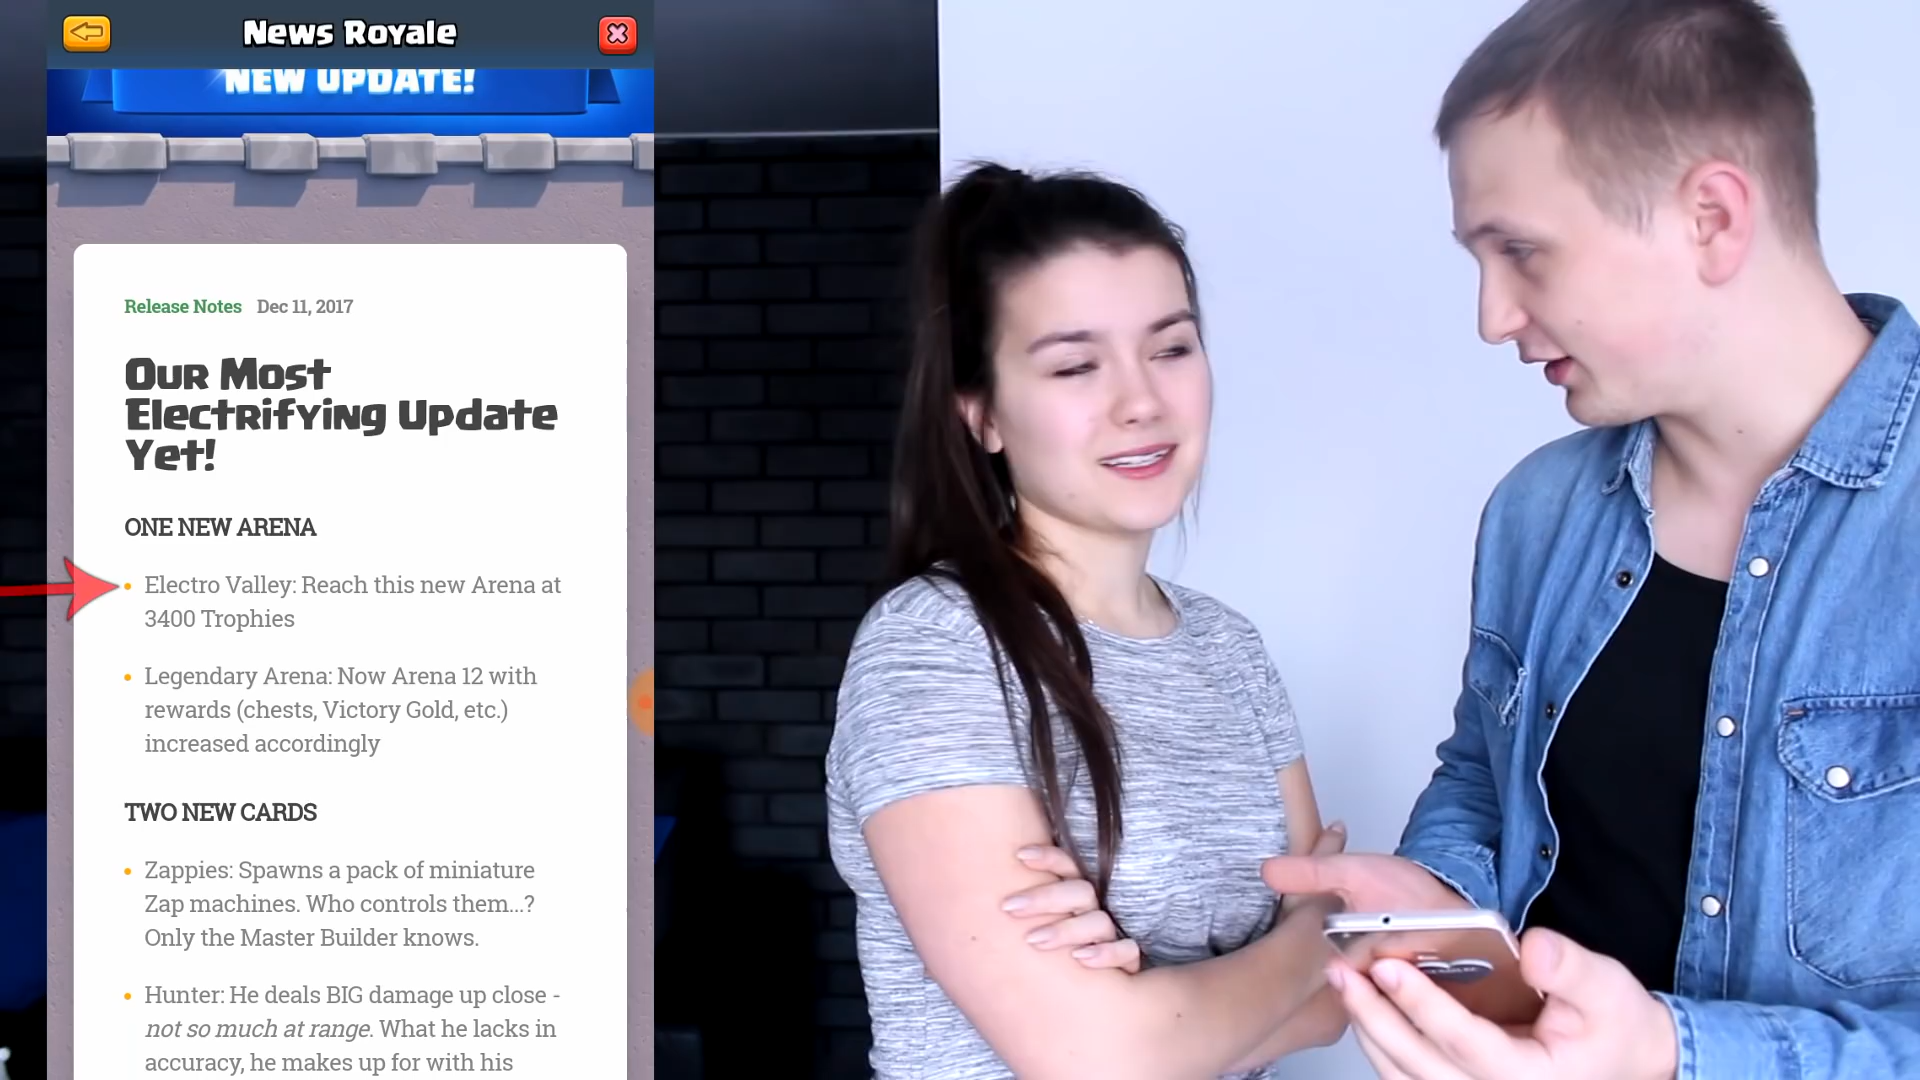 News Royale
NEW UPDATE!
Release Notes Dec 11, 2017
Our Most
Electrifying Update
Yet!
ONE NEW ARENA
• Electro Valley: Reach this new Arena at
3400 Trophies
• Legendary Arena: Now Arena 12 with
rewards (chests, Victory Gold, etc.)
increased accordingly
TWO NEW CARDS
• Zappies: Spawns a pack of miniature
Zap machines. Who controls them...?
Only the Master Builder knows.
• Hunter: He deals BIG damage up close -
not so much at range. What he lacks in
accuracy, he makes up for with his